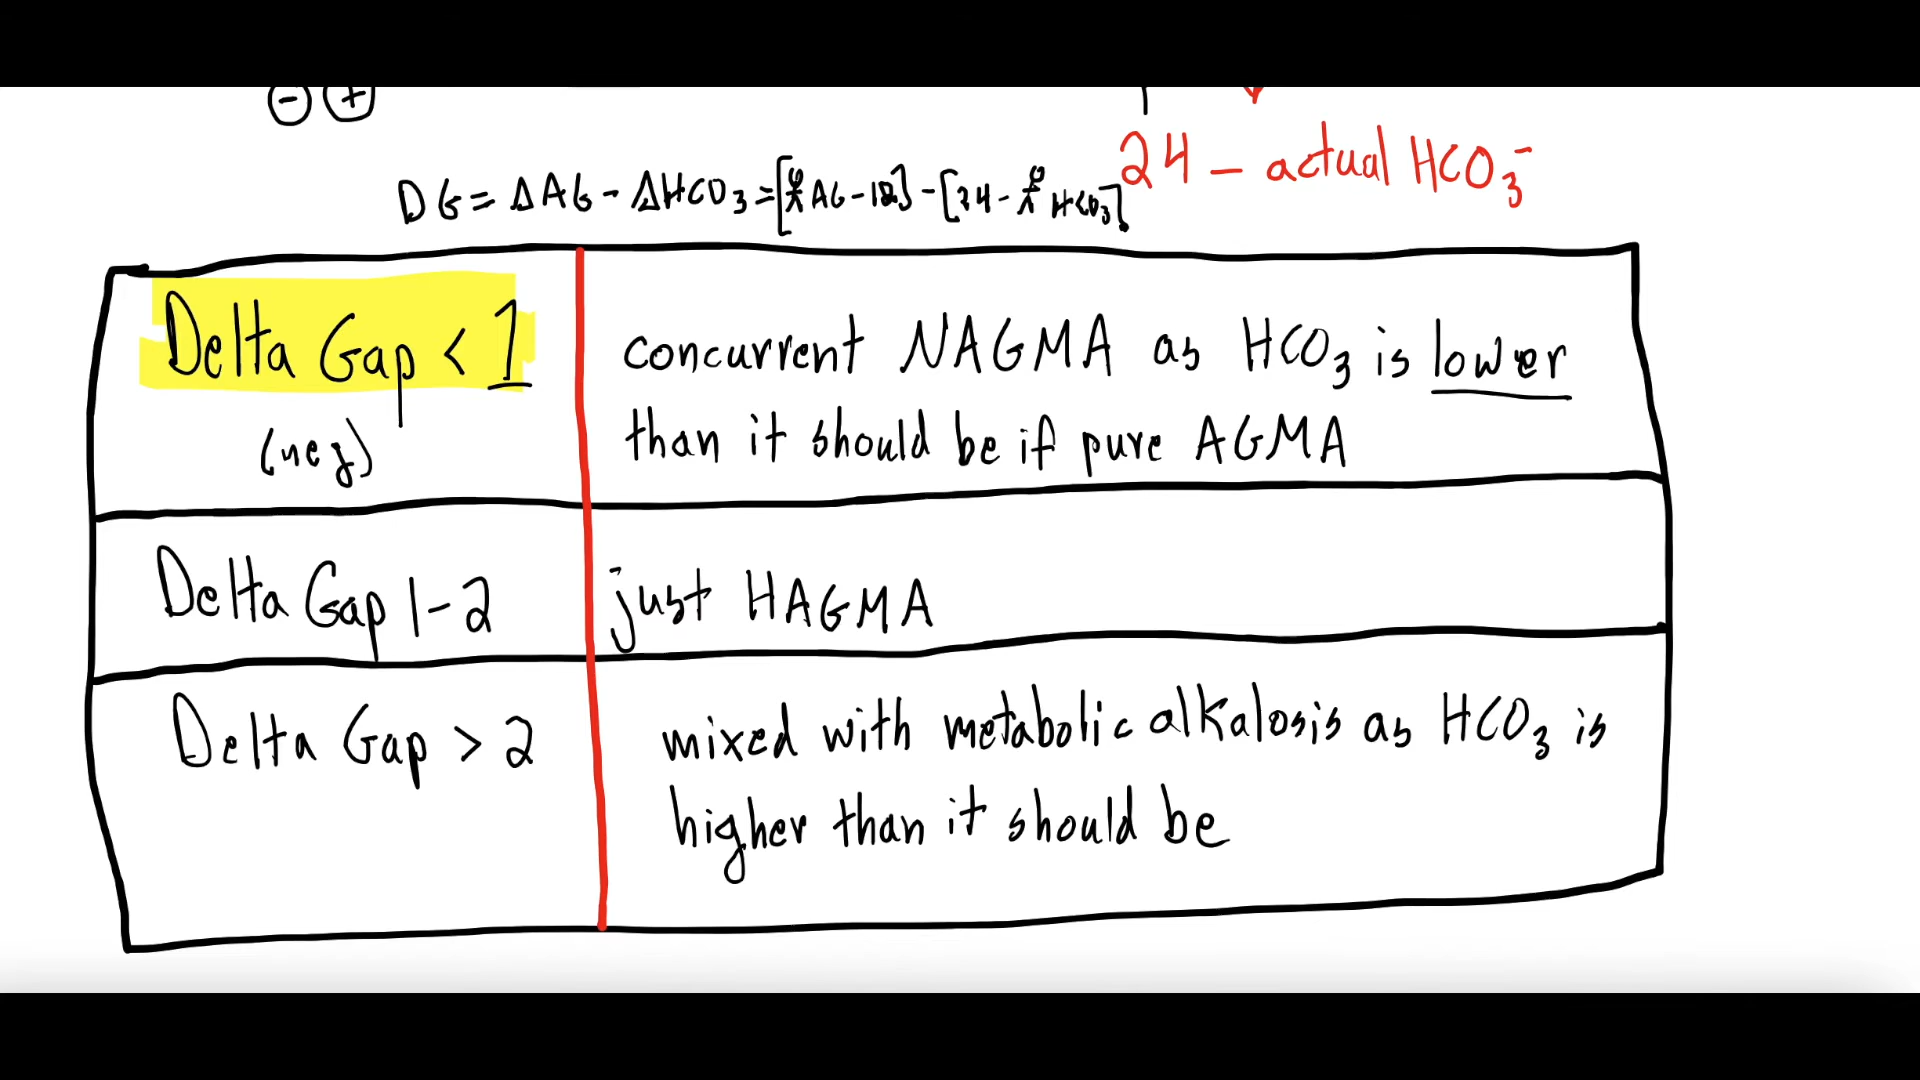 ⊖ ⊕
24 - actual HCO₃⁻
DG = ΔAG - ΔHCO₃ = [AG - 12] - [24 - HCO₃]
Delta Gap < 1
(neg)
concurrent NAGMA as HCO₃ is lower
than it should be if pure AGMA
Delta Gap 1-2
just HAGMA
Delta Gap > 2
mixed with metabolic alkalosis as HCO₃ is
higher than it should be